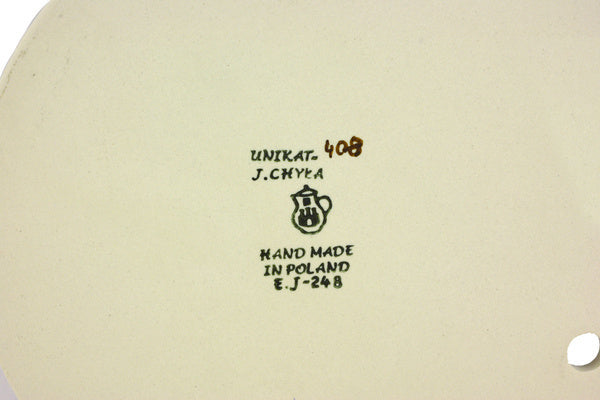 UNIKAT- 408
J.CHYŁA
HAND MADE
IN POLAND
E.J-248